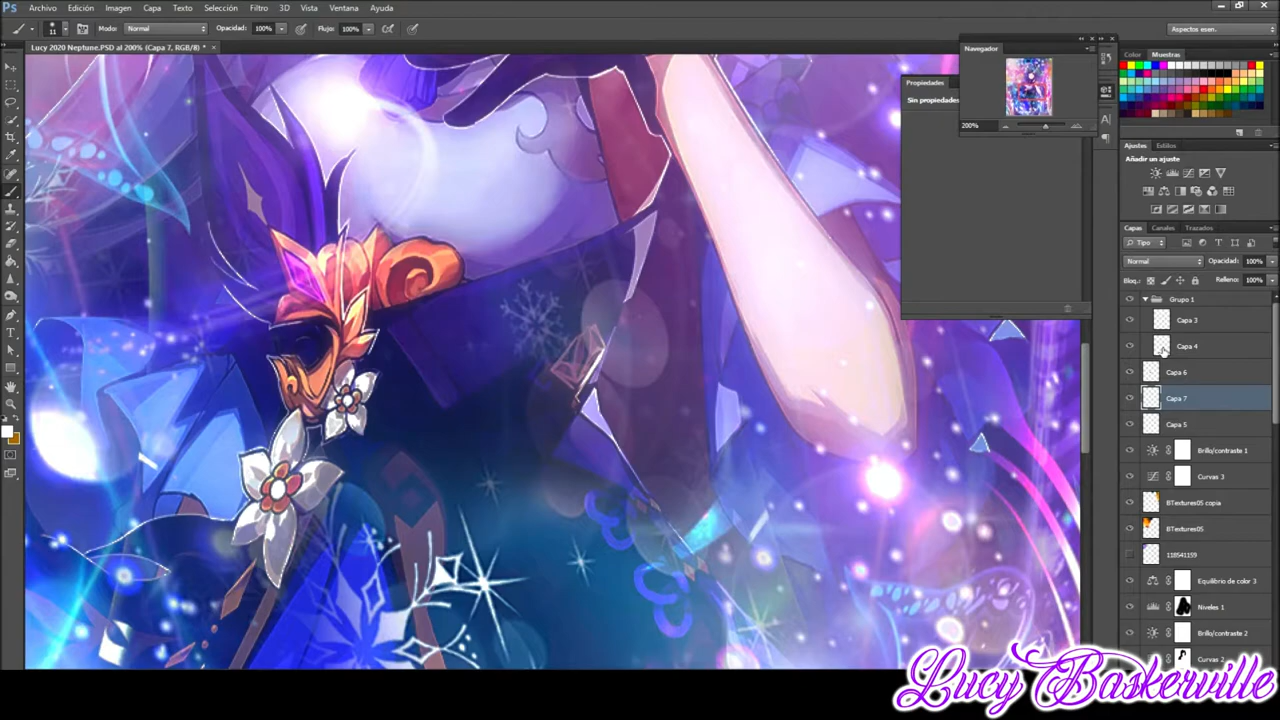 Ps Archivo Edición Imagen Capa Texto Selección Filtro 3D Vista Ventana Ayuda
11 Modo: Normal Opacidad: 100% Flujo: 100% Aspectos esen.
Lucy 2020 Neptune.PSD al 200% (Capa 7, RGB/8) *
Navegador
200%
Propiedades
Sin propiedades
Color Muestras
Ajustes Estilos
Añadir un ajuste
Capas Canales Trazados
Tipo
Normal Opacidad: 100%
Bloq.: Relleno: 100%
Grupo 1
Capa 3
Capa 4
Capa 6
Capa 7
Capa 5
Brillo/contraste 1
Curvas 3
BTextures05 copia
BTextures05
118541159
Equilibrio de color 3
Niveles 1
Brillo/contraste 2
Curvas 2
Lucy Baskerville